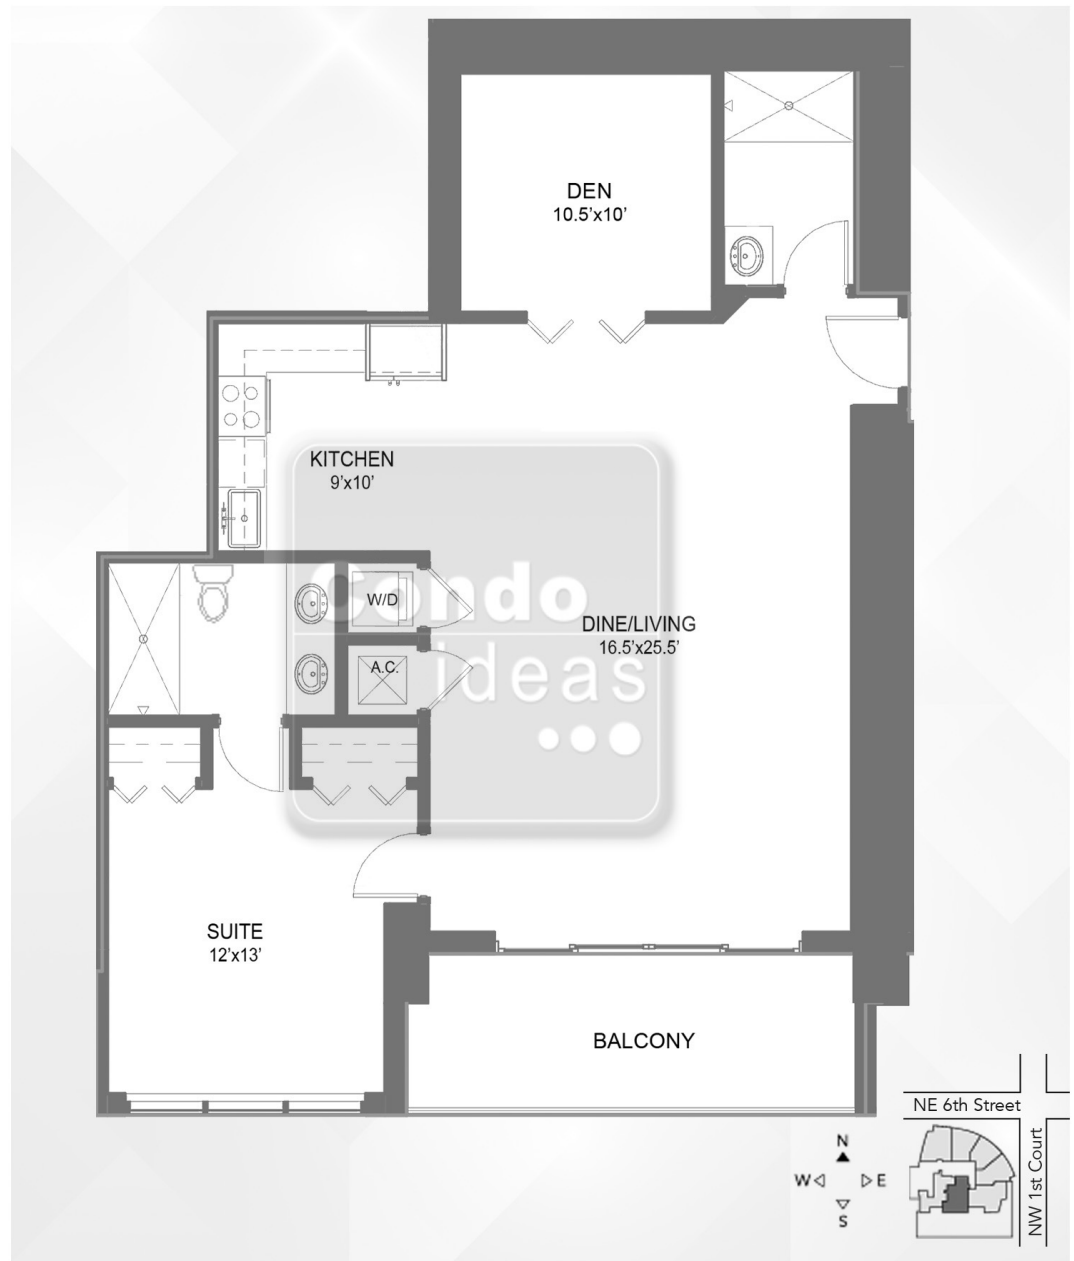 DEN
10.5'x10'
KITCHEN
9'x10'
W/D
Condo
DINE/LIVING
16.5'x25.5'
A.C.
ideas
SUITE
12'x13'
BALCONY
NE 6th Street
N
W
E
S
NW 1st Court